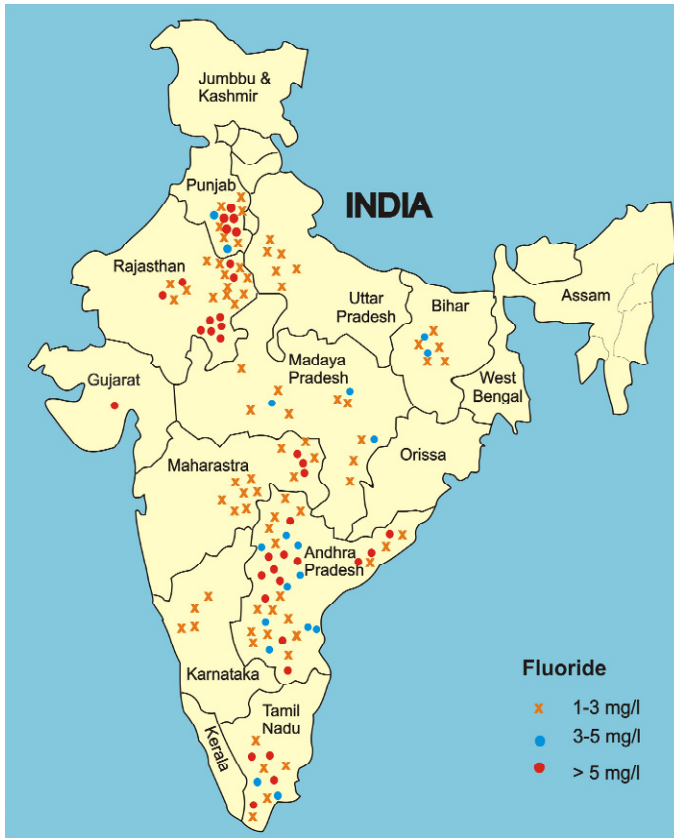 Jumbbu &
Kashmir
Punjab
INDIA
Rajasthan
Uttar
Pradesh
Bihar
Assam
Gujarat
Madaya
Pradesh
West
Bengal
Maharastra
Orissa
Andhra
Pradesh
Karnataka
Tamil
Nadu
Kerala
Fluoride
x 1-3 mg/l
3-5 mg/l
> 5 mg/l